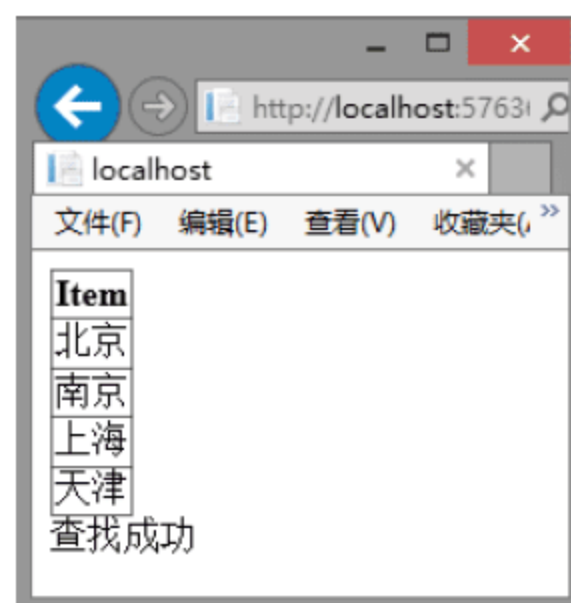 http://localhost:5763
localhost
文件(F) 编辑(E) 查看(V) 收藏夹(
Item
北京
南京
上海
天津
查找成功